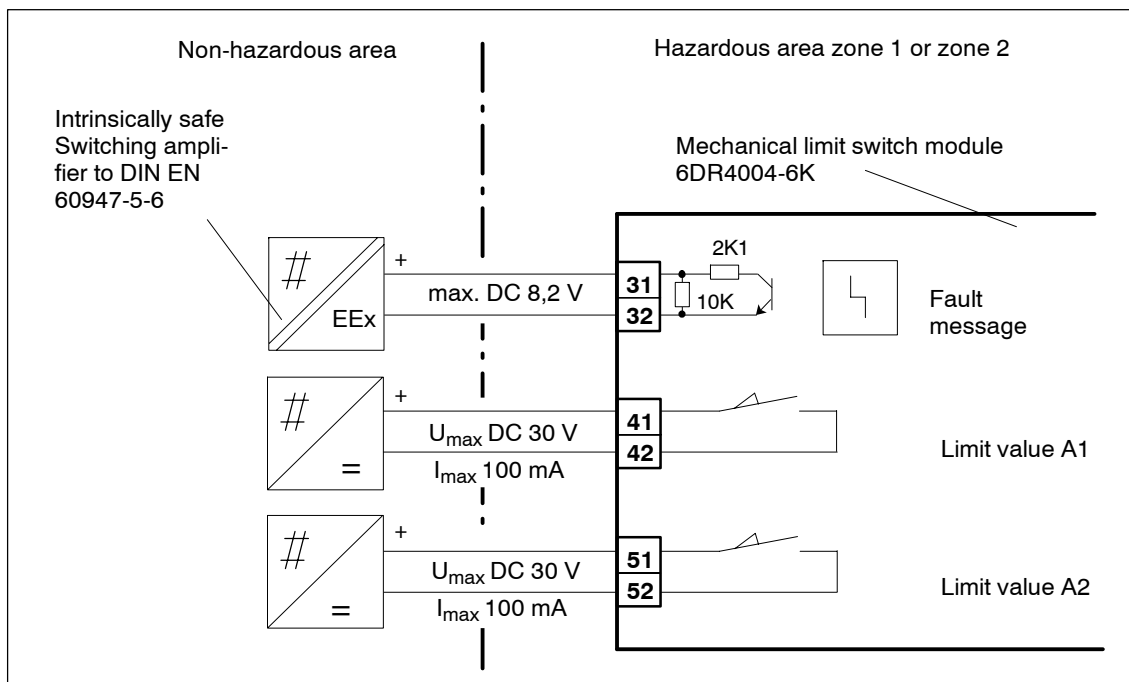 Non-hazardous area
Hazardous area zone 1 or zone 2
Intrinsically safe
Switching ampli-
fier to DIN EN
60947-5-6
Mechanical limit switch module
6DR4004-6K
#
EEx
+
max. DC 8,2 V
31
32
2K1
10K
Fault
message
#
=
+
Umax DC 30 V
Imax 100 mA
41
42
Limit value A1
#
=
+
Umax DC 30 V
Imax 100 mA
51
52
Limit value A2